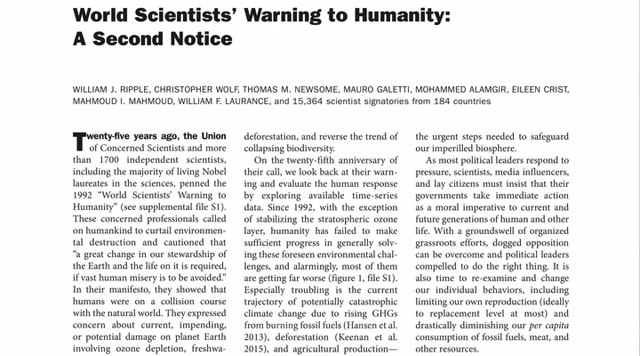 World Scientists’ Warning to Humanity:
A Second Notice
WILLIAM J. RIPPLE, CHRISTOPHER WOLF, THOMAS M. NEWSOME, MAURO GALETTI, MOHAMMED ALAMGIR, EILEEN CRIST,
MAHMOUD I. MAHMOUD, WILLIAM F. LAURANCE, and 15,364 scientist signatories from 184 countries
Twenty-five years ago, the Union
of Concerned Scientists and more
than 1700 independent scientists,
including the majority of living Nobel
laureates in the sciences, penned the
1992 “World Scientists’ Warning to
Humanity” (see supplemental file S1).
These concerned professionals called
on humankind to curtail environmen-
tal destruction and cautioned that
“a great change in our stewardship of
the Earth and the life on it is required,
if vast human misery is to be avoided.”
In their manifesto, they showed that
humans were on a collision course
with the natural world. They expressed
concern about current, impending,
or potential damage on planet Earth
involving ozone depletion, freshwa-
deforestation, and reverse the trend of
collapsing biodiversity.
On the twenty-fifth anniversary of
their call, we look back at their warn-
ing and evaluate the human response
by exploring available time-series
data. Since 1992, with the exception
of stabilizing the stratospheric ozone
layer, humanity has failed to make
sufficient progress in generally solv-
ing these foreseen environmental chal-
lenges, and alarmingly, most of them
are getting far worse (figure 1, file S1).
Especially troubling is the current
trajectory of potentially catastrophic
climate change due to rising GHGs
from burning fossil fuels (Hansen et al.
2013), deforestation (Keenan et al.
2015), and agricultural production—
the urgent steps needed to safeguard
our imperilled biosphere.
As most political leaders respond to
pressure, scientists, media influencers,
and lay citizens must insist that their
governments take immediate action
as a moral imperative to current and
future generations of human and other
life. With a groundswell of organized
grassroots efforts, dogged opposition
can be overcome and political leaders
compelled to do the right thing. It is
also time to re-examine and change
our individual behaviors, including
limiting our own reproduction (ideally
to replacement level at most) and
drastically diminishing our per capita
consumption of fossil fuels, meat, and
other resources.